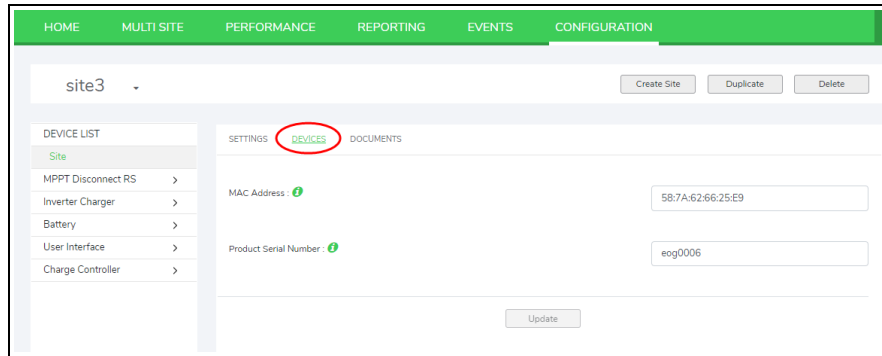 HOME MULTI SITE PERFORMANCE REPORTING EVENTS CONFIGURATION
site3 Create Site Duplicate Delete
DEVICE LIST
Site
MPPT Disconnect RS
Inverter Charger
Battery
User Interface
Charge Controller
SETTINGS DEVICES DOCUMENTS
MAC Address : 58:7A:62:66:25:E9
Product Serial Number : eog0006
Update